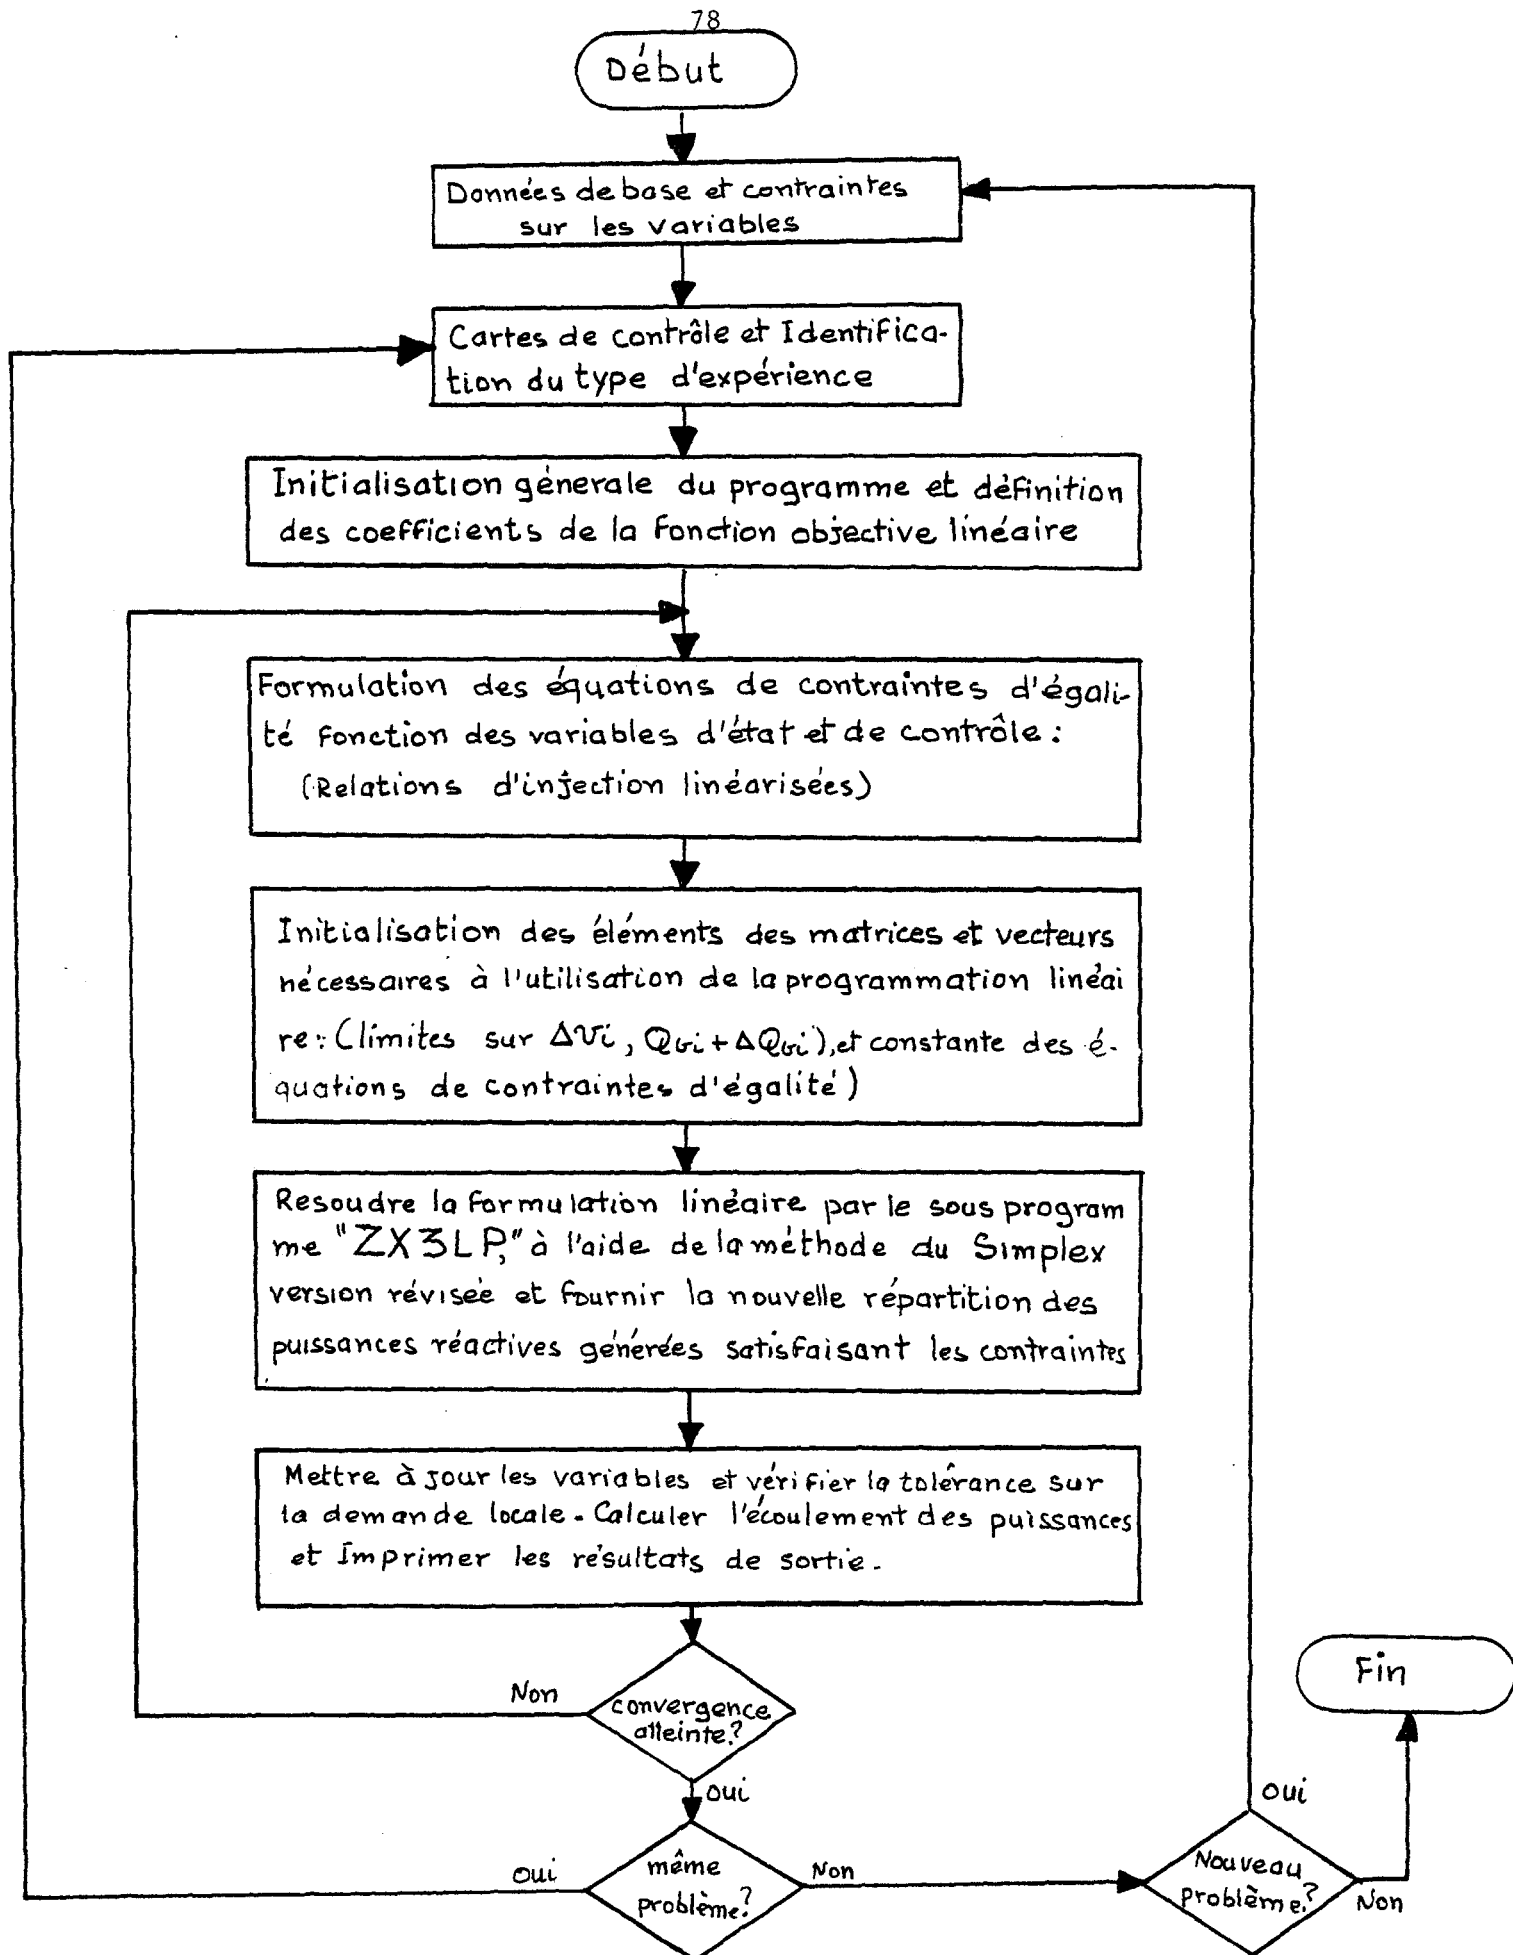 78
Début
Données de base et contraintes
sur les variables
Cartes de contrôle et Identifica-
tion du type d'expérience
Initialisation génerale du programme et définition
des coefficients de la fonction objective linéaire
Formulation des équations de contraintes d'égali-
té fonction des variables d'état et de contrôle :
(Relations d'injection linéarisées)
Initialisation des éléments des matrices et vecteurs
nécessaires à l'utilisation de la programmation linéai
re : (limites sur ΔVi, QGi + ΔQGi), et constante des é-
quations de contraintes d'égalité)
Resoudre la formulation linéaire par le sous program
me "ZX3LP," à l'aide de la méthode du Simplex
version révisée et fournir la nouvelle répartition des
puissances réactives générées satisfaisant les contraintes
Mettre à jour les variables et vérifier la tolérance sur
la demande locale. Calculer l'écoulement des puissances
et Imprimer les résultats de sortie.
Non
convergence
atteinte?
Fin
oui
oui
oui
même
problème?
Non
Nouveau
problème?
Non